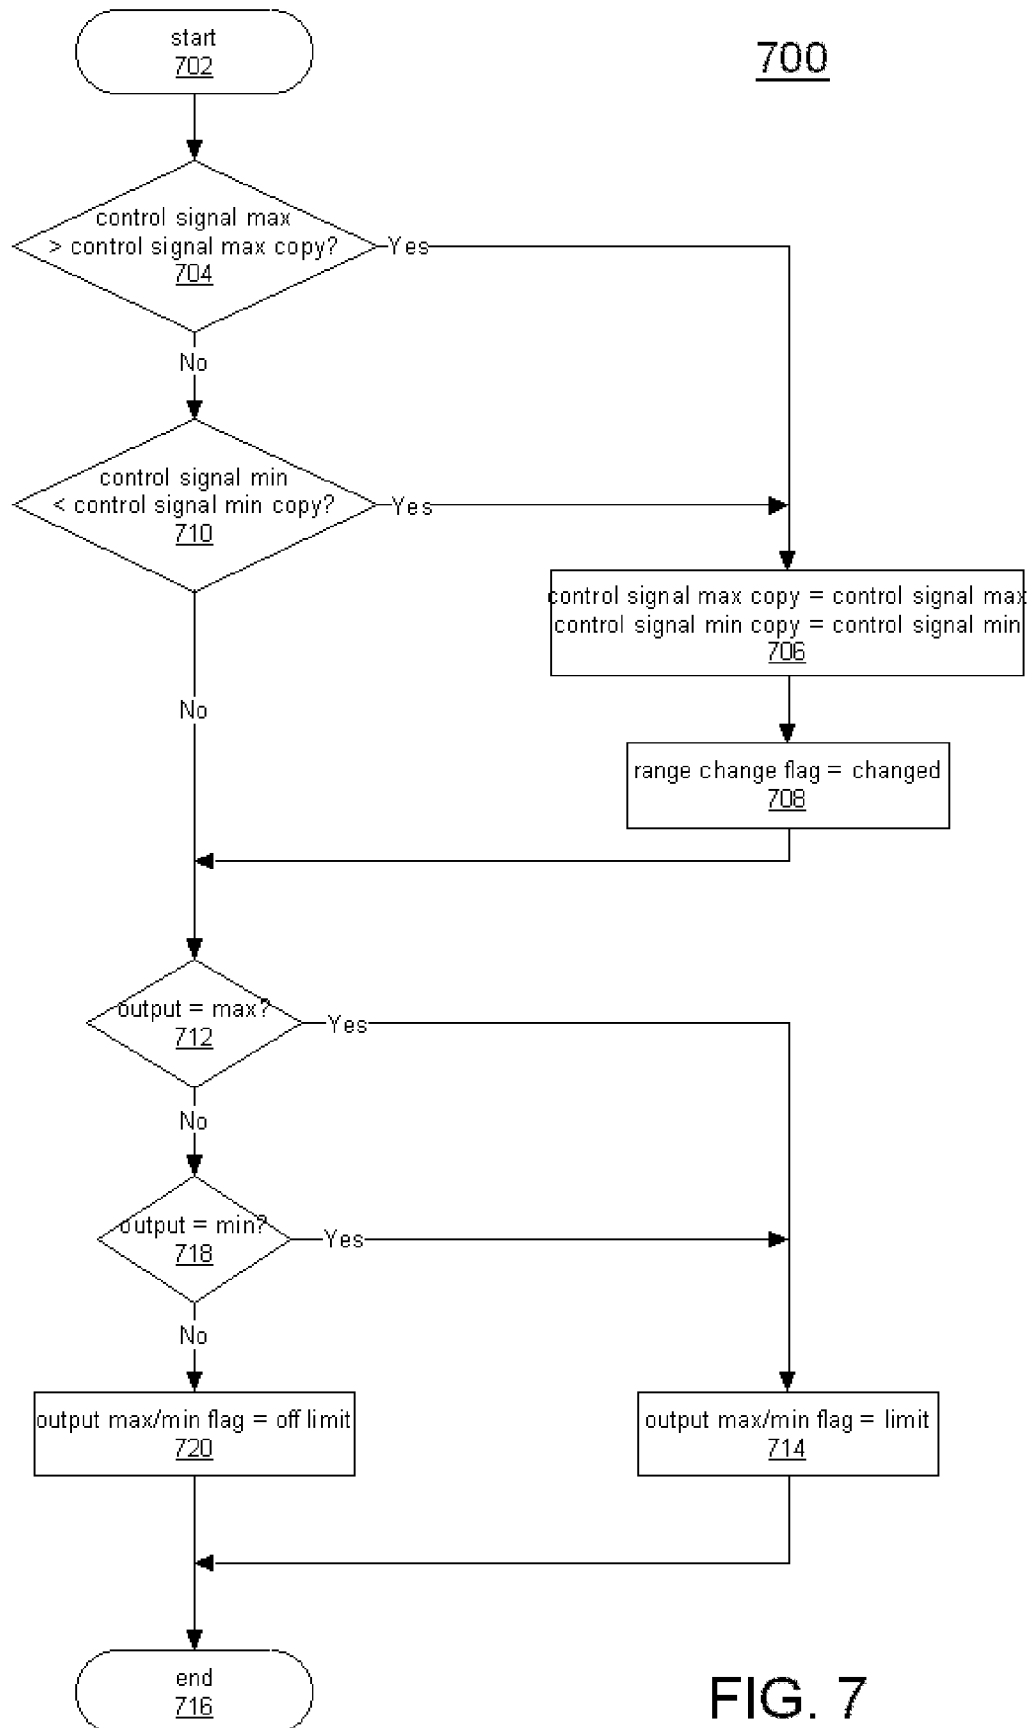 start
702
700
control signal max
> control signal max copy?
704
Yes
No
control signal min
< control signal min copy?
710
Yes
control signal max copy = control signal max
control signal min copy = control signal min
706
No
range change flag = changed
708
output = max?
712
Yes
No
output = min?
718
Yes
No
output max/min flag = off limit
720
output max/min flag = limit
714
end
716
FIG. 7